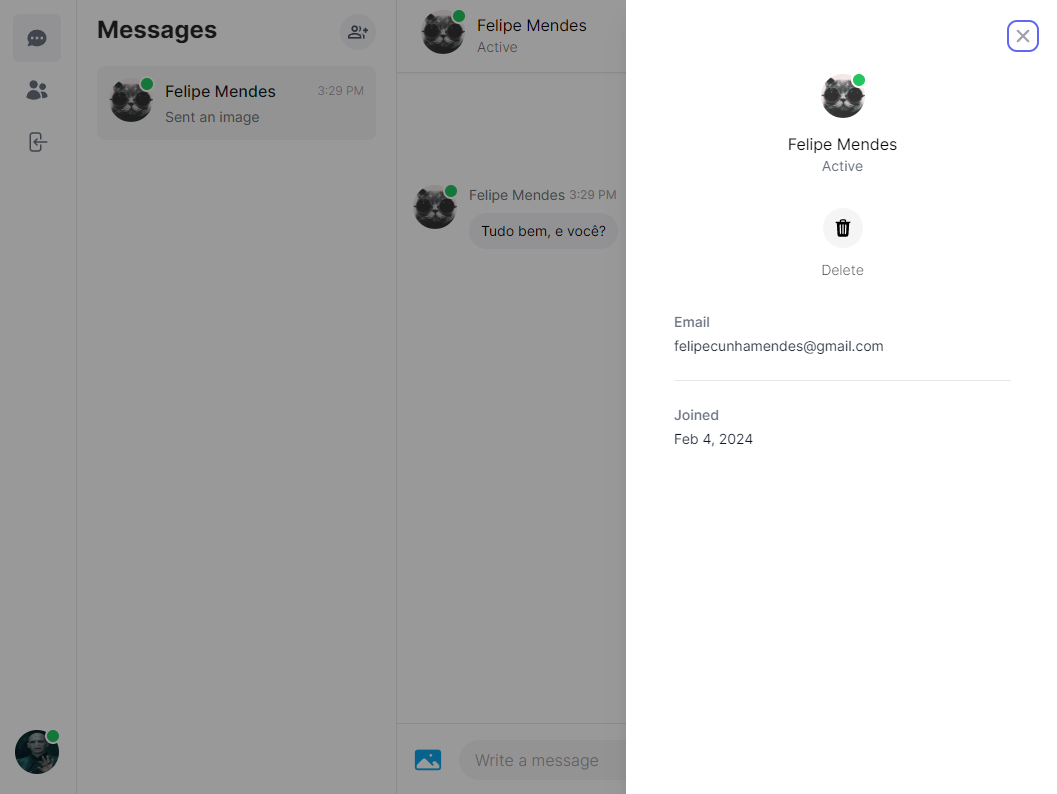 Messages
Felipe Mendes 3:29 PM
Sent an image
Felipe Mendes
Active
Felipe Mendes 3:29 PM
Tudo bem, e você?
Write a message
Felipe Mendes
Active
Delete
Email
felipecunhamendes@gmail.com
Joined
Feb 4, 2024